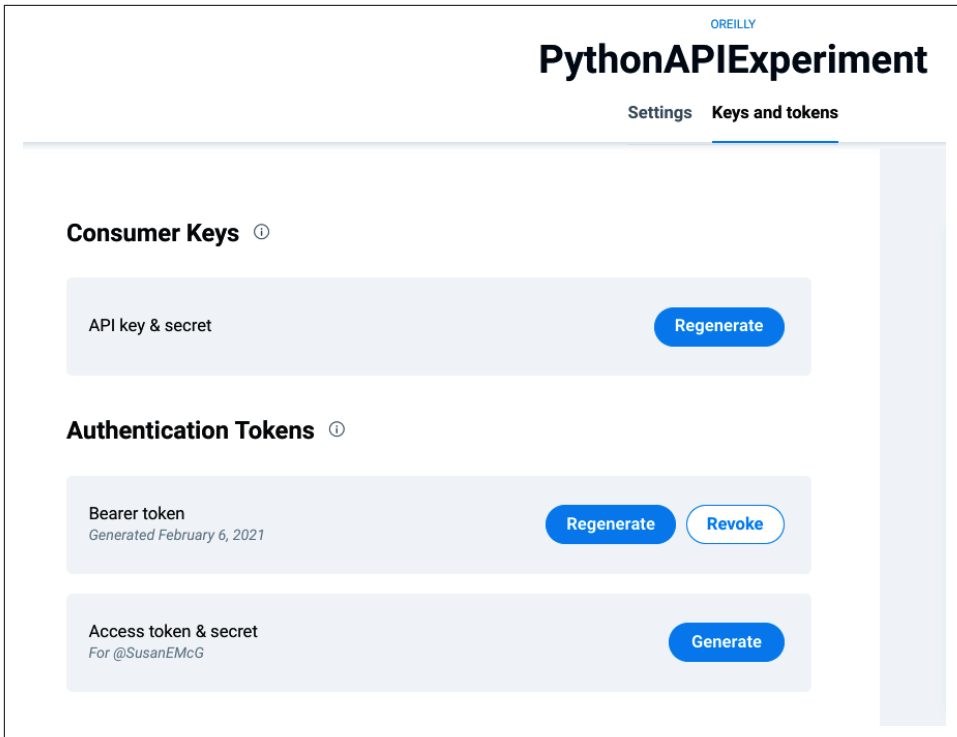 OREILLY
PythonAPIExperiment
Settings Keys and tokens
Consumer Keys
API key & secret Regenerate
Authentication Tokens
Bearer token
Generated February 6, 2021
Regenerate Revoke
Access token & secret
For @SusanEMcG
Generate